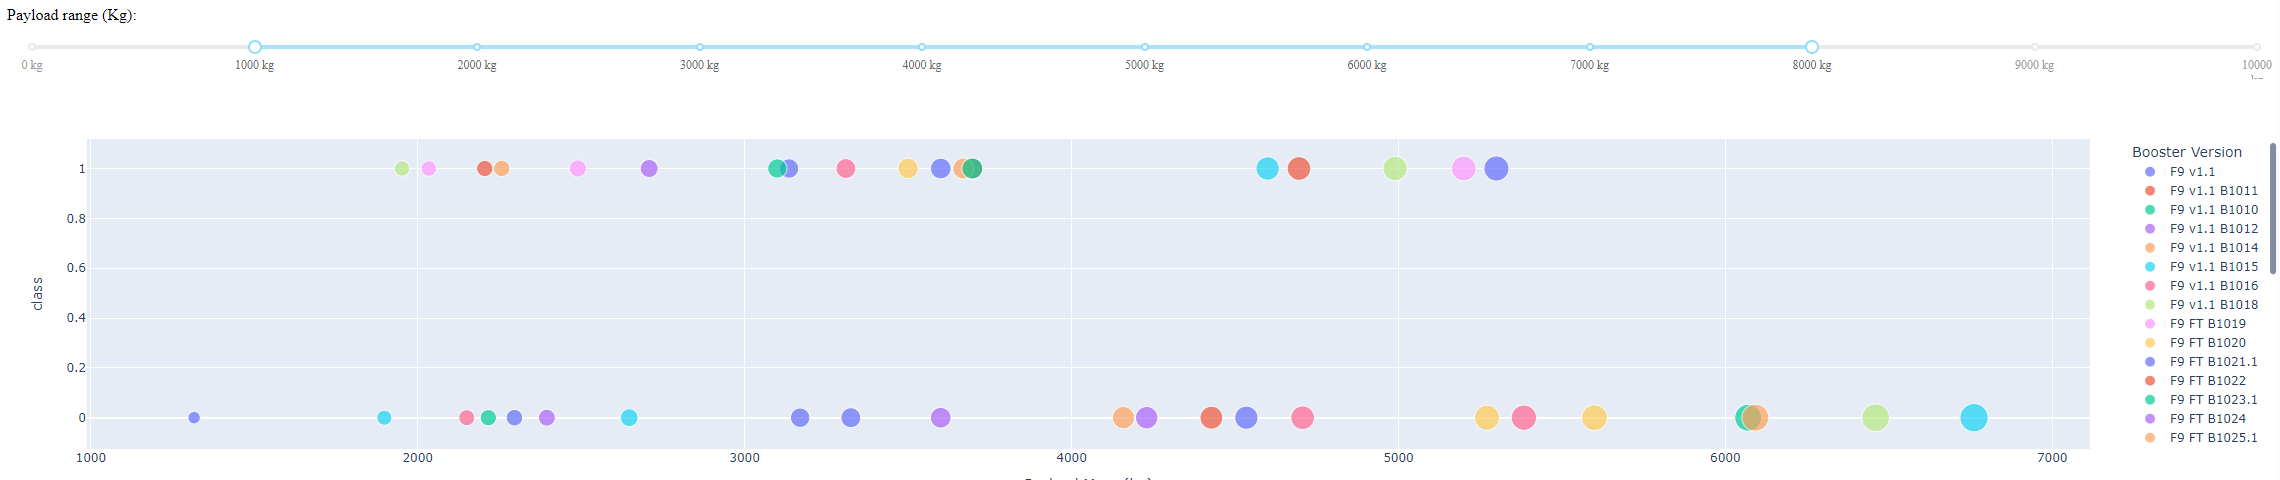 Payload range (Kg):
0 kg 1000 kg 2000 kg 3000 kg 4000 kg 5000 kg 6000 kg 7000 kg 8000 kg 9000 kg 10000
class
1
0.8
0.6
0.4
0.2
0
1000 2000 3000 4000 5000 6000 7000
Booster Version
F9 v1.1
F9 v1.1 B1011
F9 v1.1 B1010
F9 v1.1 B1012
F9 v1.1 B1014
F9 v1.1 B1015
F9 v1.1 B1016
F9 v1.1 B1018
F9 FT B1019
F9 FT B1020
F9 FT B1021.1
F9 FT B1022
F9 FT B1023.1
F9 FT B1024
F9 FT B1025.1